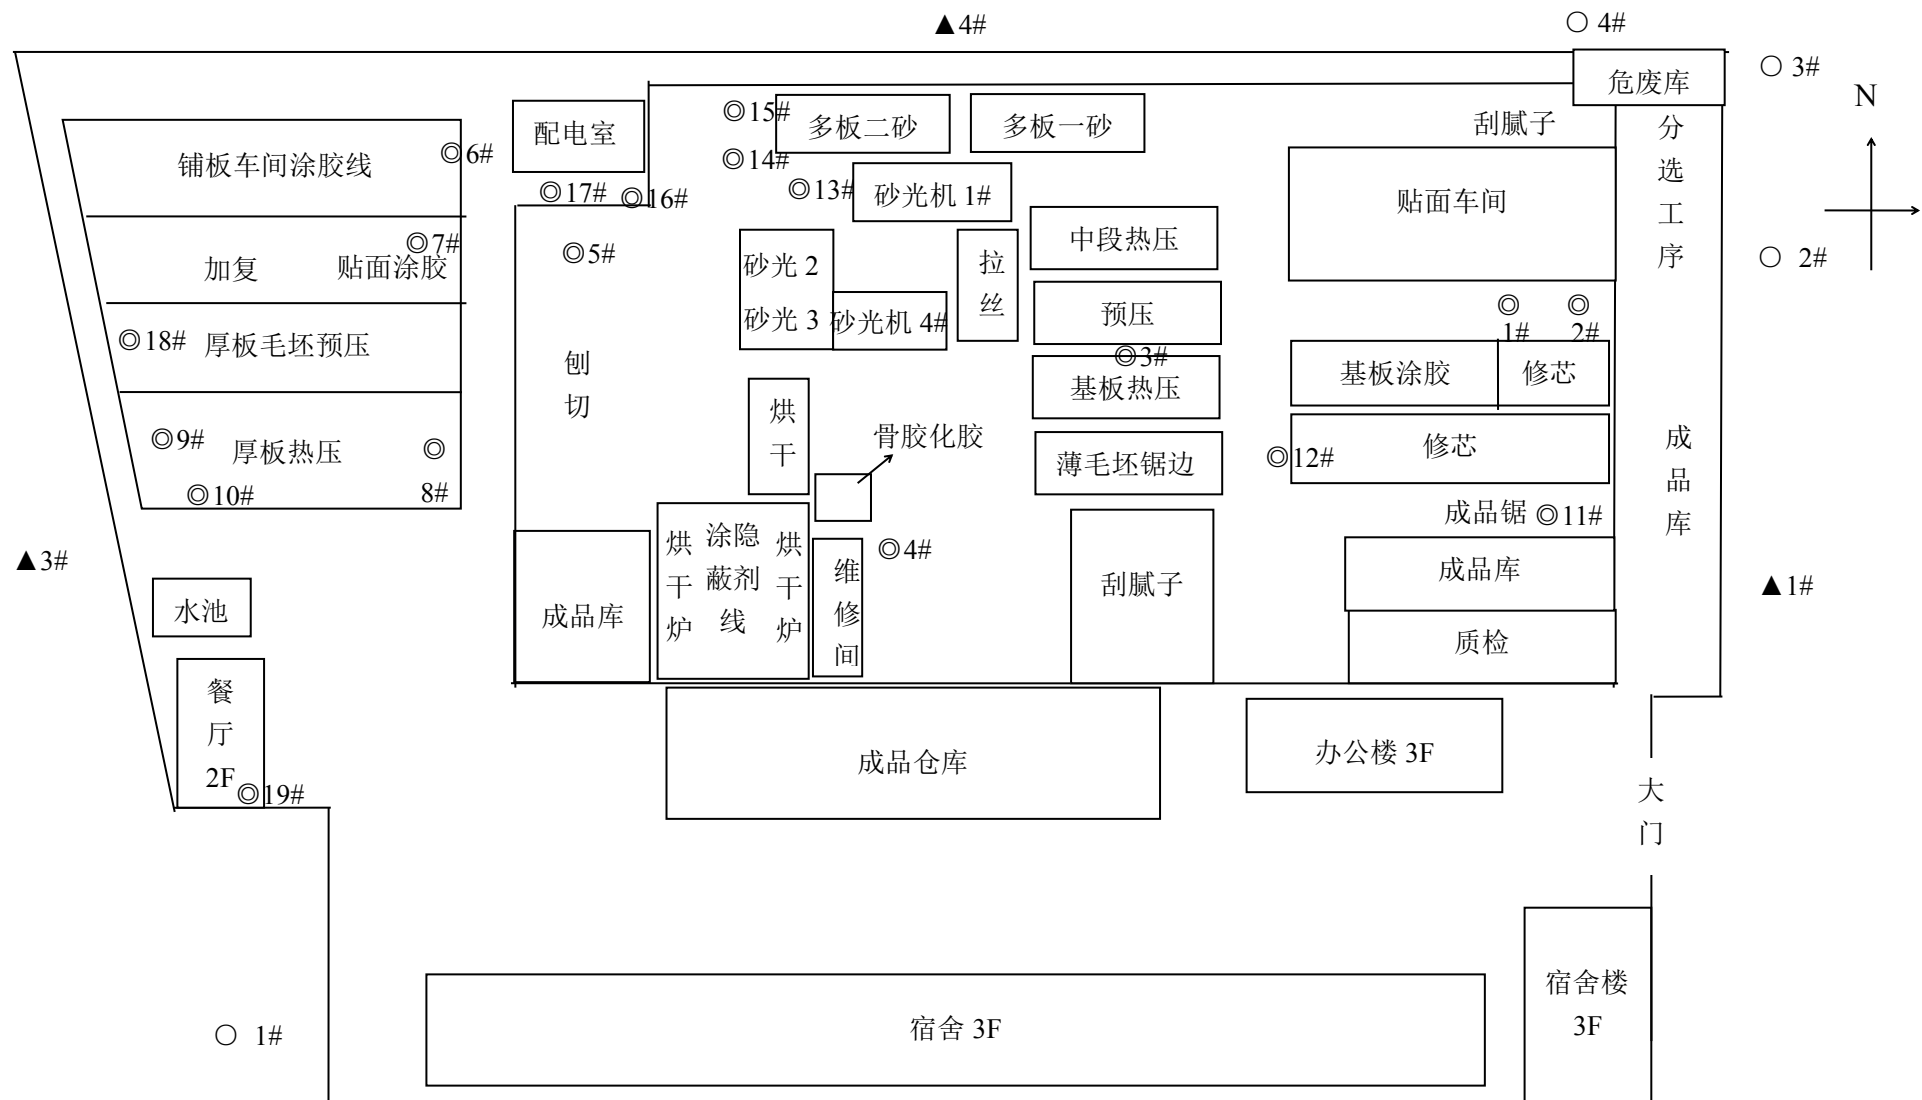 ▲4#
○ 4#
危废库
○ 3#
N
配电室
◎15#
多板二砂
多板一砂
刮腻子
分选工序
铺板车间涂胶线
◎6#
◎14#
◎17#
◎16#
◎13#
砂光机 1#
贴面车间
◎5#
中段热压
○ 2#
◎7#
加复
贴面涂胶
砂光 2
砂光 3
砂光机 4#
拉丝
预压
◎1#
◎2#
◎18#
厚板毛坯预压
刨切
◎3#
基板热压
基板涂胶
修芯
烘干
骨胶化胶
◎9#
厚板热压
◎8#
薄毛坯锯边
◎12#
修芯
成品库
◎10#
成品锯
◎11#
▲3#
烘干炉
涂隐蔽剂线
烘干炉
维修间
◎4#
刮腻子
成品库
▲1#
水池
成品库
质检
餐厅
2F
◎19#
成品仓库
办公楼 3F
大门
宿舍楼
3F
○ 1#
宿舍 3F